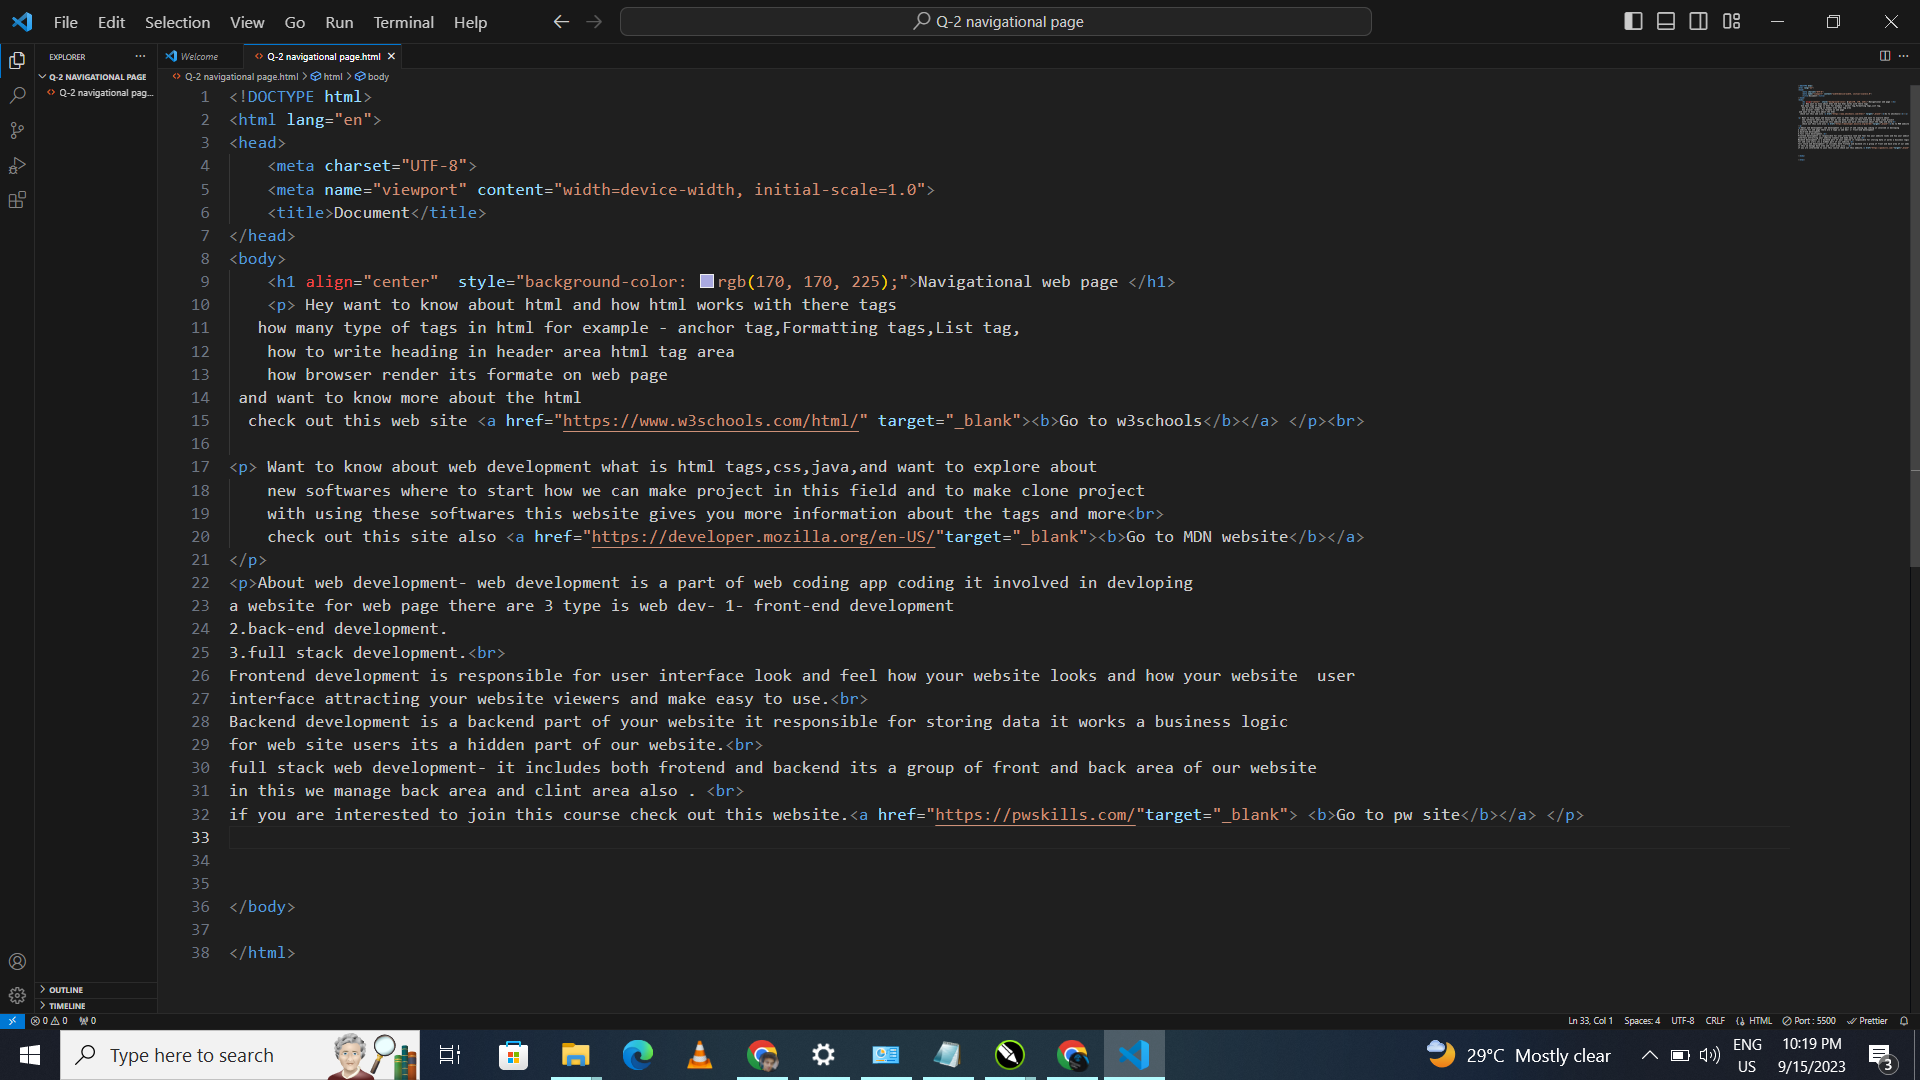 File Edit Selection View Go Run Terminal Help
Q-2 navigational page
EXPLORER
Welcome
Q-2 navigational page.html
Q-2 NAVIGATIONAL PAGE
Q-2 navigational page.html > html > body
Q-2 navigational pag...
1 <!DOCTYPE html>
2 <html lang="en">
3 <head>
4 <meta charset="UTF-8">
5 <meta name="viewport" content="width=device-width, initial-scale=1.0">
6 <title>Document</title>
7 </head>
8 <body>
9 <h1 align="center"  style="background-color: rgb(170, 170, 225);">Navigational web page </h1>
10 <p> Hey want to know about html and how html works with there tags
11 how many type of tags in html for example - anchor tag,Formatting tags,List tag,
12 how to write heading in header area html tag area
13 how browser render its formate on web page
14 and want to know more about the html
15 check out this web site <a href="https://www.w3schools.com/html/" target="_blank"><b>Go to w3schools</b></a> </p><br>
16
17 <p> Want to know about web development what is html tags,css,java,and want to explore about
18 new softwares where to start how we can make project in this field and to make clone project
19 with using these softwares this website gives you more information about the tags and more<br>
20 check out this site also <a href="https://developer.mozilla.org/en-US/"target="_blank"><b>Go to MDN website</b></a>
21 </p>
22 <p>About web development- web development is a part of web coding app coding it involved in devloping
23 a website for web page there are 3 type is web dev- 1- front-end development
24 2.back-end development.
25 3.full stack development.<br>
26 Frontend development is responsible for user interface look and feel how your website looks and how your website  user
27 interface attracting your website viewers and make easy to use.<br>
28 Backend development is a backend part of your website it responsible for storing data it works a business logic
29 for web site users its a hidden part of our website.<br>
30 full stack web development- it includes both frotend and backend its a group of front and back area of our website
31 in this we manage back area and clint area also . <br>
32 if you are interested to join this course check out this website.<a href="https://pwskills.com/"target="_blank"> <b>Go to pw site</b></a> </p>
33
34
35
36 </body>
37
38 </html>
OUTLINE
TIMELINE
0 0 0
Ln 33, Col 1 Spaces: 4 UTF-8 CRLF HTML Port : 5500 Prettier
Type here to search
29°C Mostly clear
ENG
US
10:19 PM
9/15/2023
3